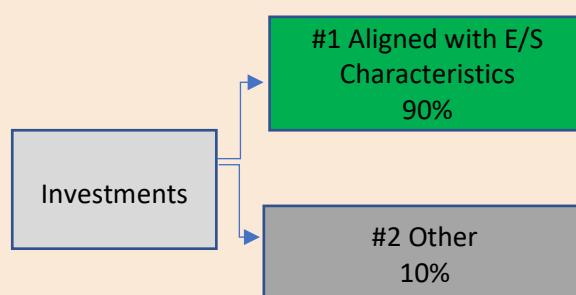 #1 Aligned with E/S
Characteristics
90%
Investments
#2 Other
10%